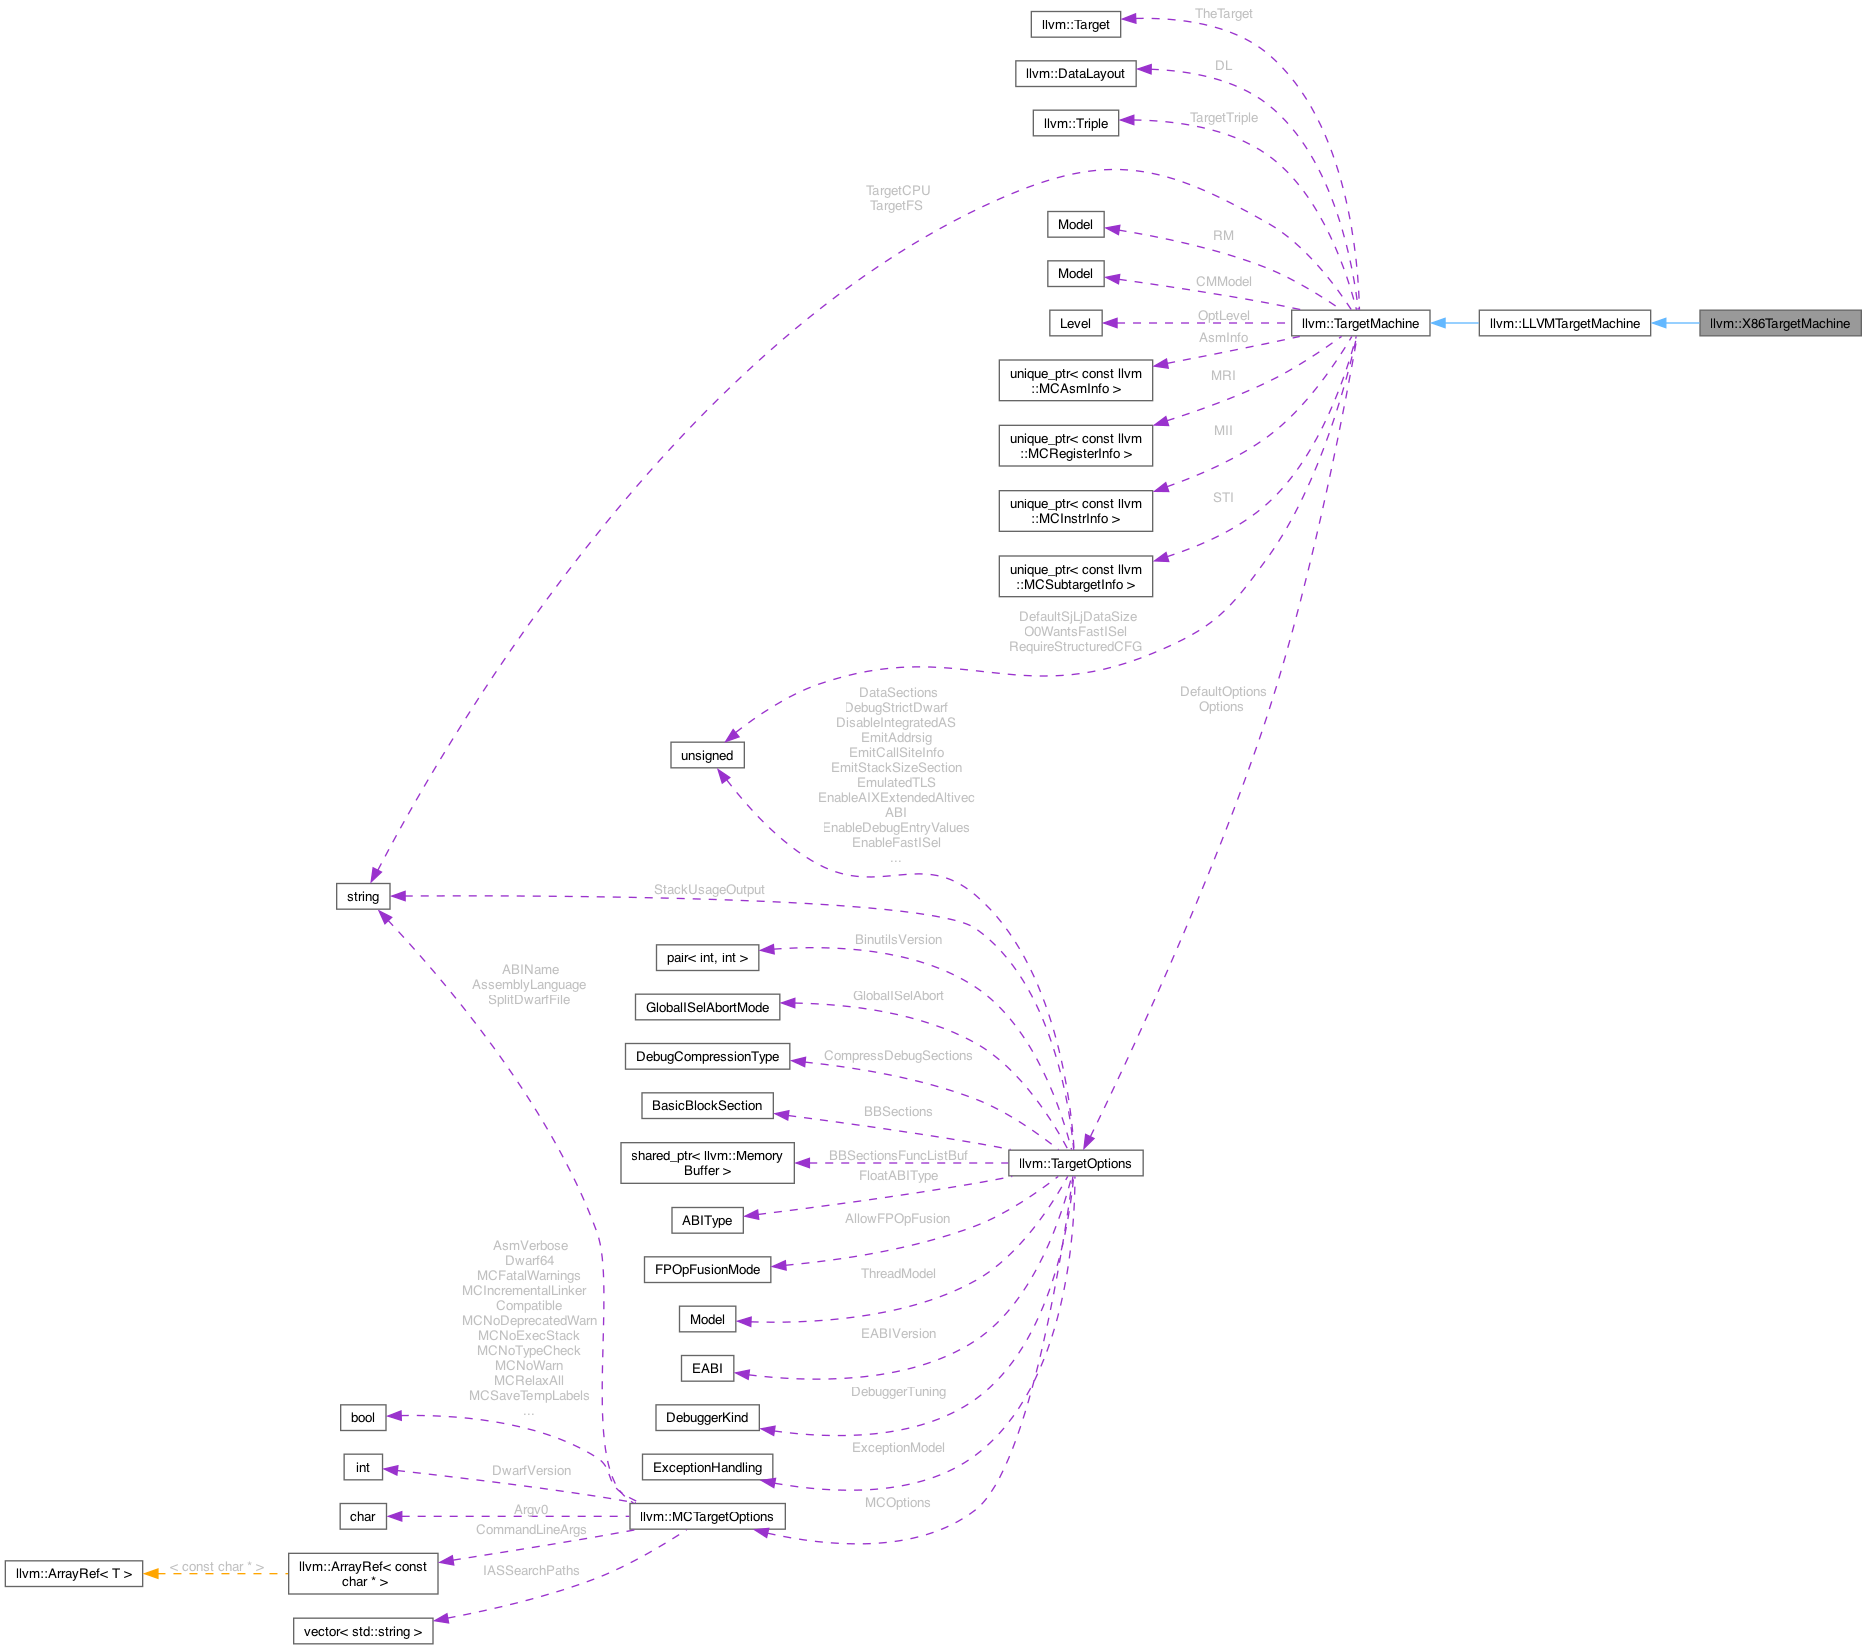 TheTarget
llvm::Target
DL
llvm::DataLayout
TargetTriple
llvm::Triple
TargetCPU
TargetFS
Model
RM
Model
CMModel
Level
OptLevel
llvm::TargetMachine
llvm::LLVMTargetMachine
llvm::X86TargetMachine
AsmInfo
unique_ptr< const llvm
::MCAsmInfo >
MRI
unique_ptr< const llvm
::MCRegisterInfo >
MII
unique_ptr< const llvm
::MCInstrInfo >
STI
unique_ptr< const llvm
::MCSubtargetInfo >
DefaultSjLjDataSize
O0WantsFastISel
RequireStructuredCFG
DefaultOptions
Options
unsigned
DataSections
DebugStrictDwarf
DisableIntegratedAS
EmitAddrsig
EmitCallSiteInfo
EmitStackSizeSection
EmulatedTLS
EnableAIXExtendedAltivec
ABI
EnableDebugEntryValues
EnableFastISel
...
string
StackUsageOutput
pair< int, int >
BinutilsVersion
ABIName
AssemblyLanguage
SplitDwarfFile
GlobalISelAbortMode
GlobalISelAbort
DebugCompressionType
CompressDebugSections
BasicBlockSection
BBSections
shared_ptr< llvm::Memory
Buffer >
BBSectionsFuncListBuf
llvm::TargetOptions
FloatABIType
ABIType
AllowFPOpFusion
FPOpFusionMode
ThreadModel
Model
EABIVersion
EABI
DebuggerTuning
DebuggerKind
ExceptionModel
ExceptionHandling
MCOptions
AsmVerbose
Dwarf64
MCFatalWarnings
MCIncrementalLinker
Compatible
MCNoDeprecatedWarn
MCNoExecStack
MCNoTypeCheck
MCNoWarn
MCRelaxAll
MCSaveTempLabels
...
bool
int
DwarfVersion
char
Argv0
llvm::MCTargetOptions
CommandLineArgs
llvm::ArrayRef< T >
< const char * >
llvm::ArrayRef< const
char * >
IASSearchPaths
vector< std::string >